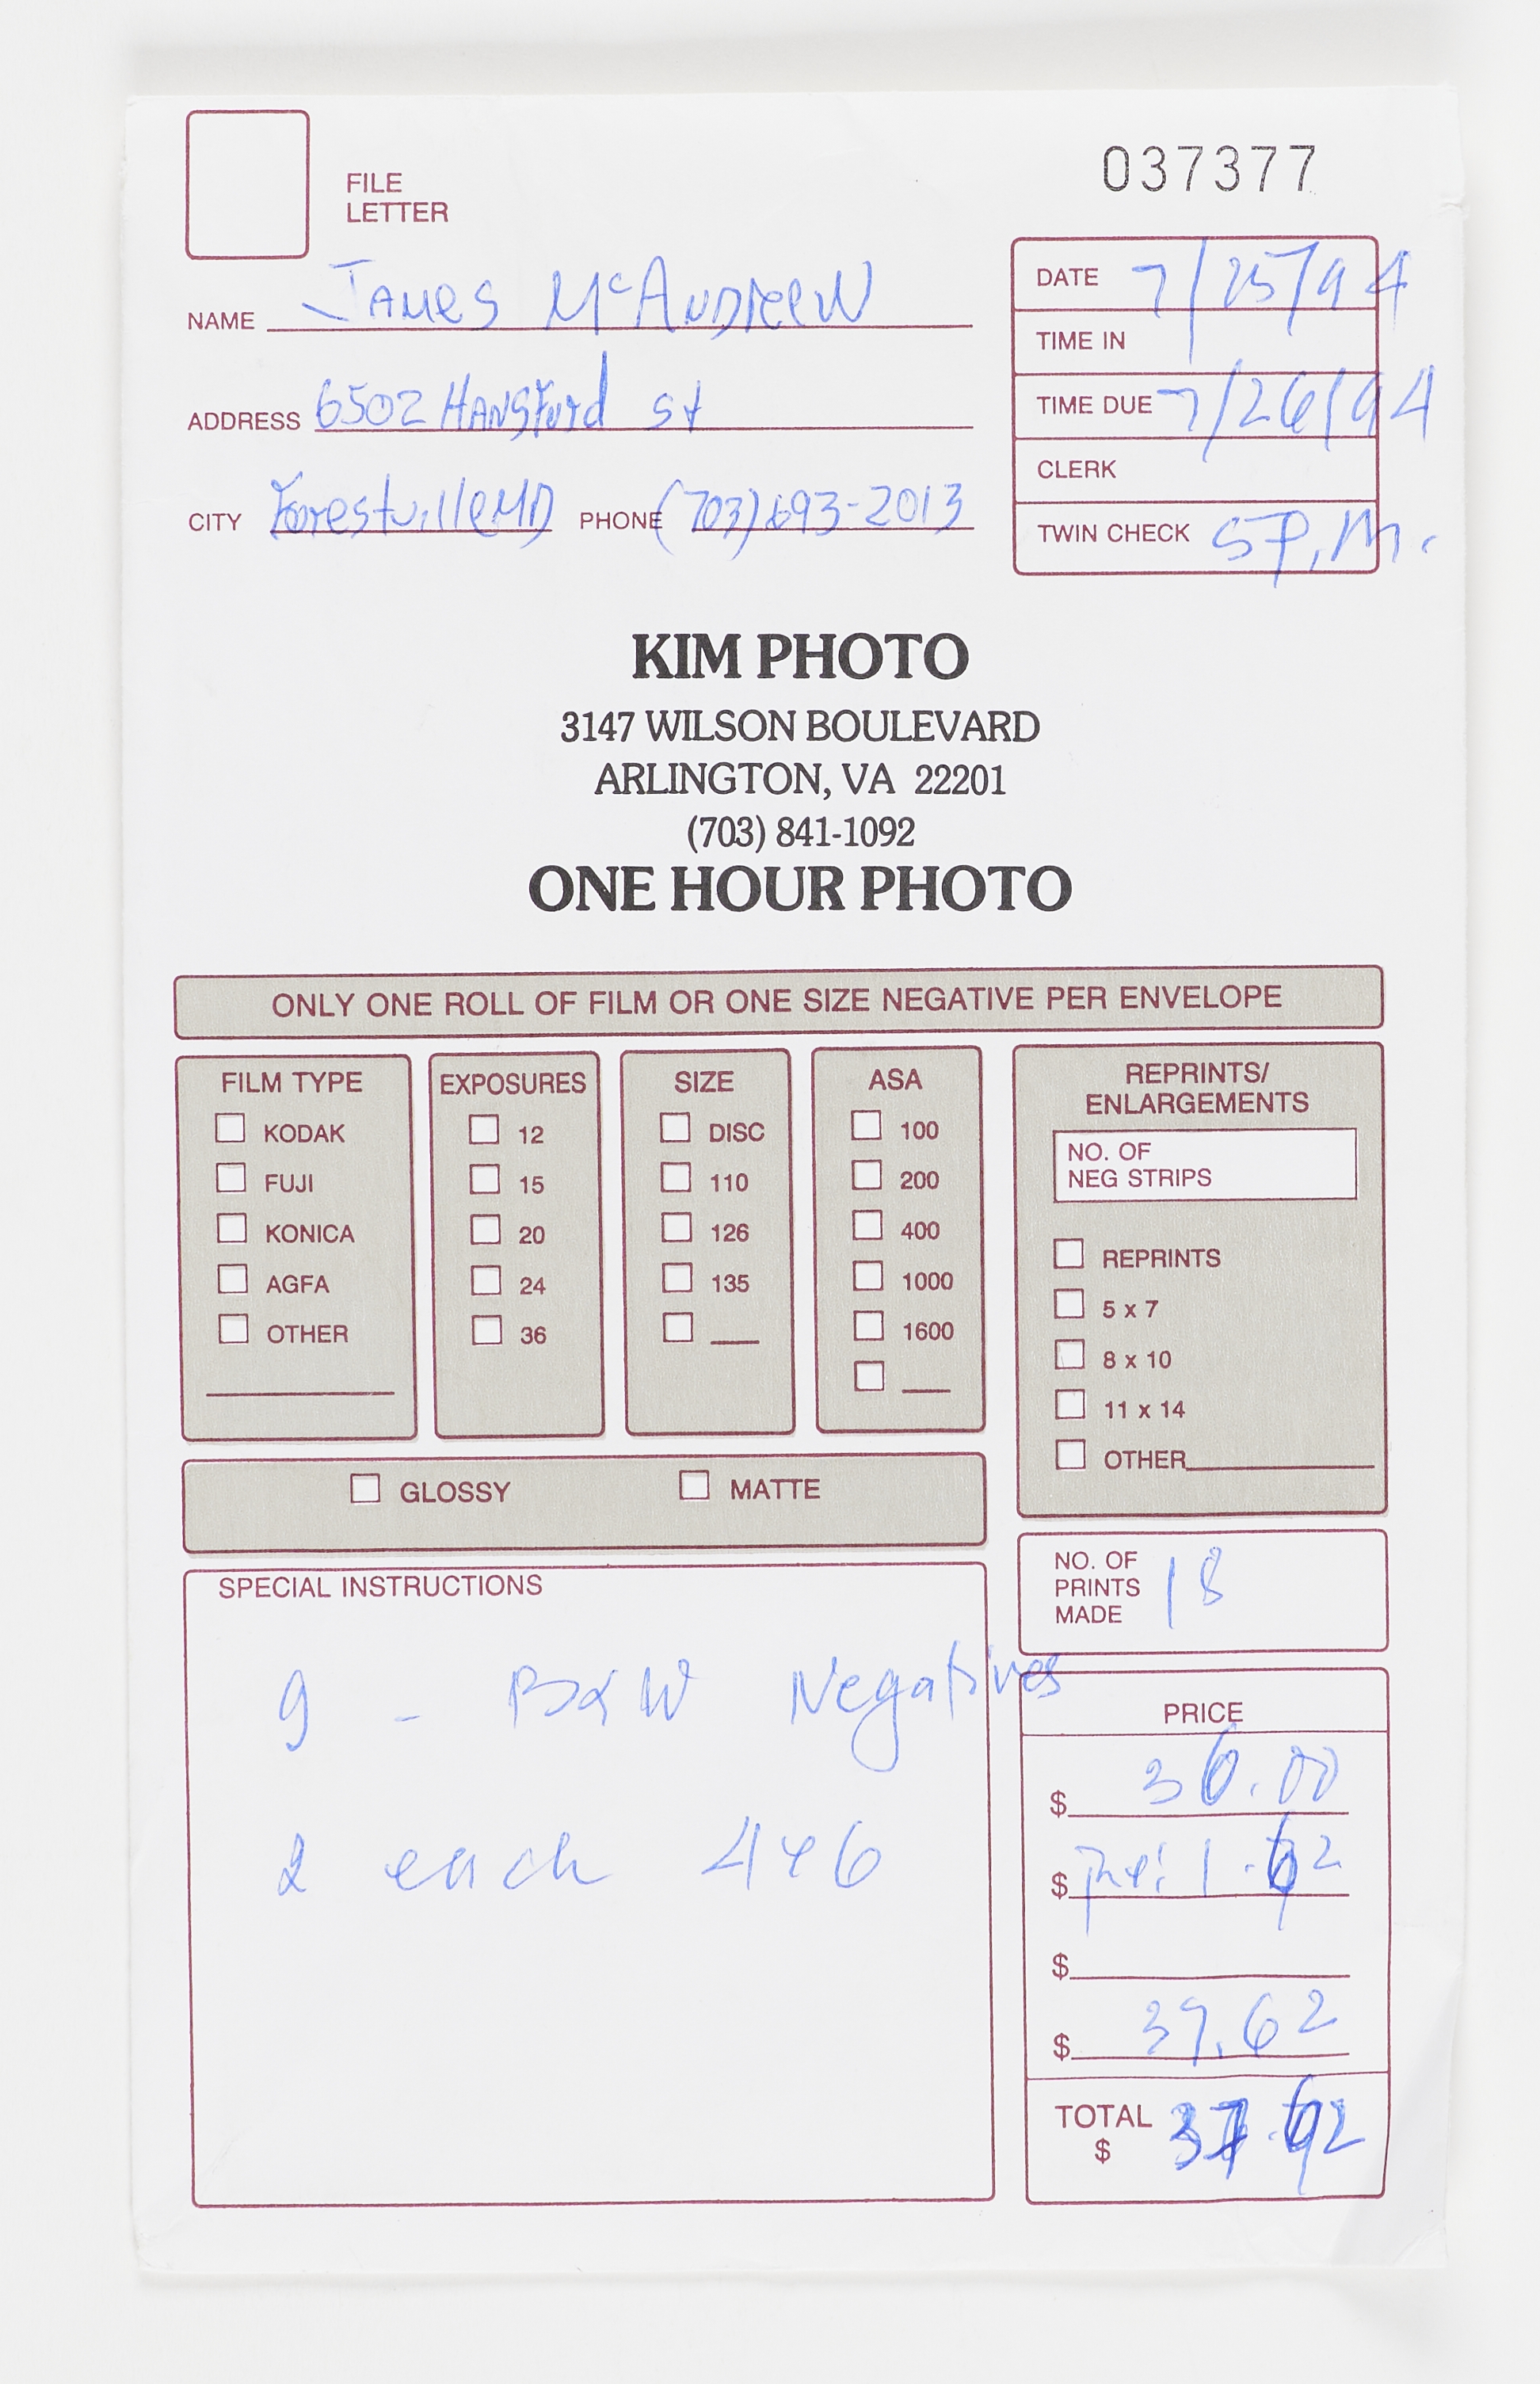 FILE
LETTER
037377
NAME James McAndrew
ADDRESS 6502 Hansford St
CITY Forestville MD PHONE (703) 693-2013
DATE 7/25/94
TIME IN
TIME DUE 7/26/94
CLERK
TWIN CHECK 5P.M.
KIM PHOTO
3147 WILSON BOULEVARD
ARLINGTON, VA 22201
(703) 841-1092
ONE HOUR PHOTO
ONLY ONE ROLL OF FILM OR ONE SIZE NEGATIVE PER ENVELOPE
FILM TYPE
KODAK
FUJI
KONICA
AGFA
OTHER
EXPOSURES
12
15
20
24
36
SIZE
DISC
110
126
135
ASA
100
200
400
1000
1600
REPRINTS/
ENLARGEMENTS
NO. OF
NEG STRIPS
REPRINTS
5 x 7
8 x 10
11 x 14
OTHER
GLOSSY MATTE
SPECIAL INSTRUCTIONS
9 - B&W Negatives
2 each 4x6
NO. OF
PRINTS
MADE 18
PRICE
$ 36.00
$ 1.62
$
$ 37.62
TOTAL
$ 37.62